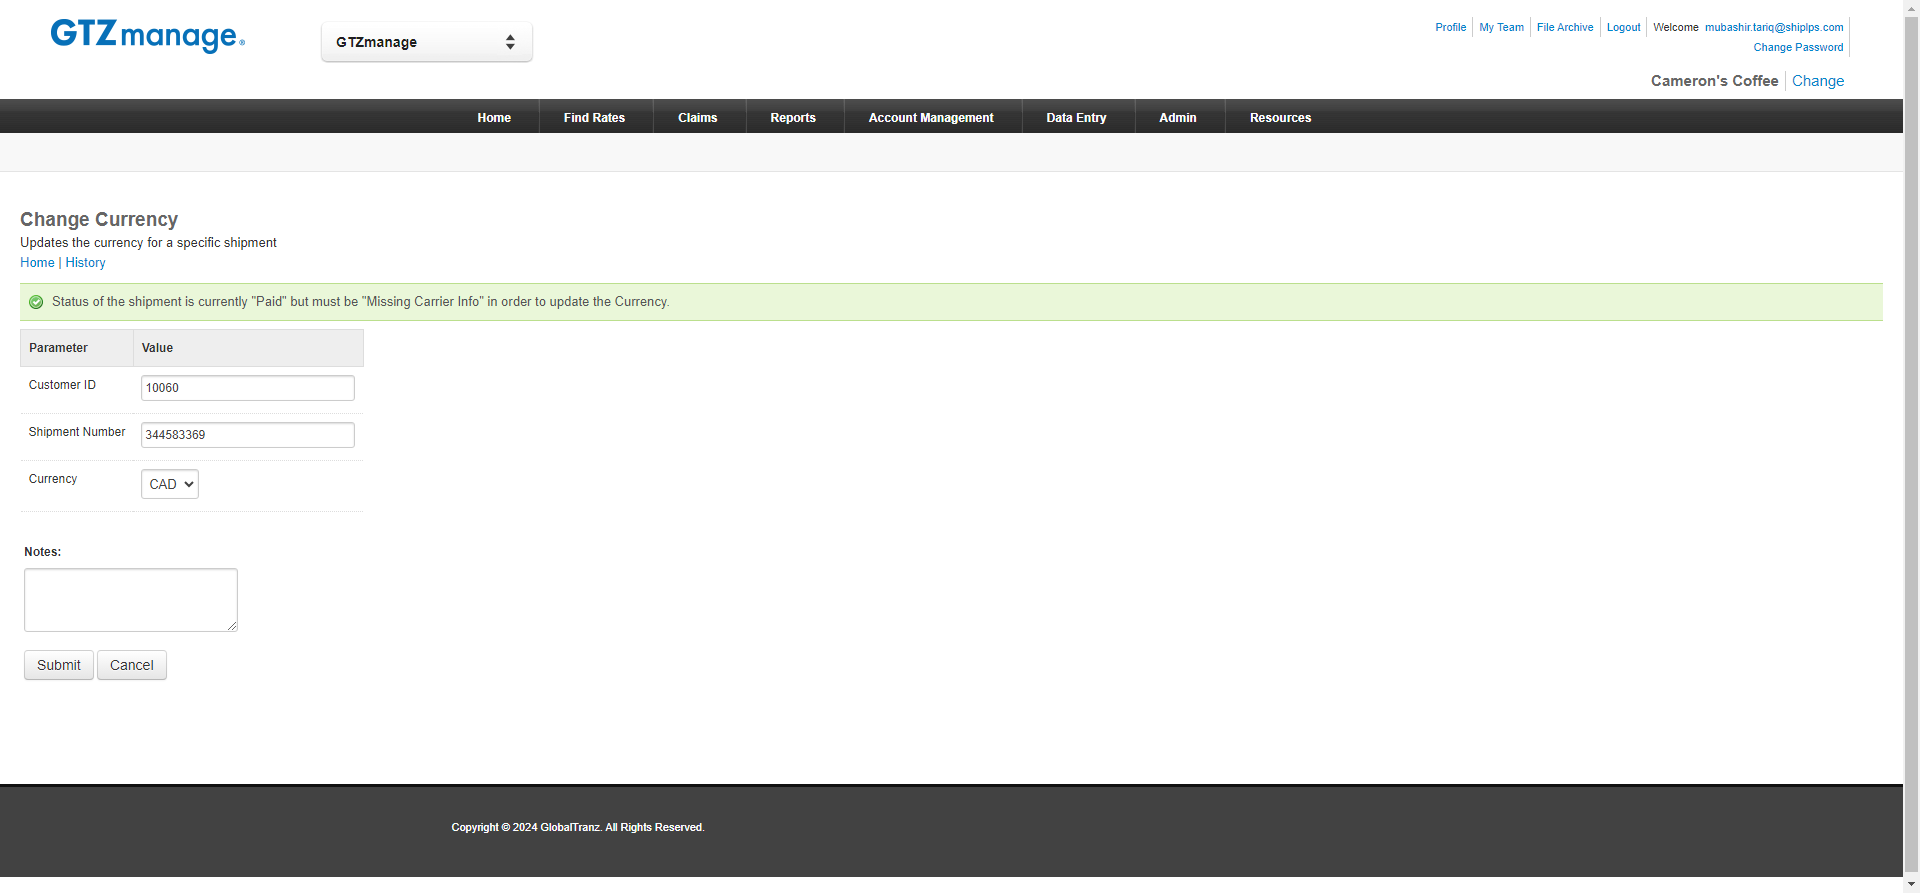 GTZmanage®
GTZmanage
Profile My Team File Archive Logout Welcome mubashir.tariq@shiplps.com
Change Password
Cameron's Coffee Change
Home Find Rates Claims Reports Account Management Data Entry Admin Resources
Change Currency
Updates the currency for a specific shipment
Home | History
Status of the shipment is currently "Paid" but must be "Missing Carrier Info" in order to update the Currency.
Parameter Value
Customer ID 10060
Shipment Number 344583369
Currency CAD
Notes:
Submit Cancel
Copyright © 2024 GlobalTranz. All Rights Reserved.